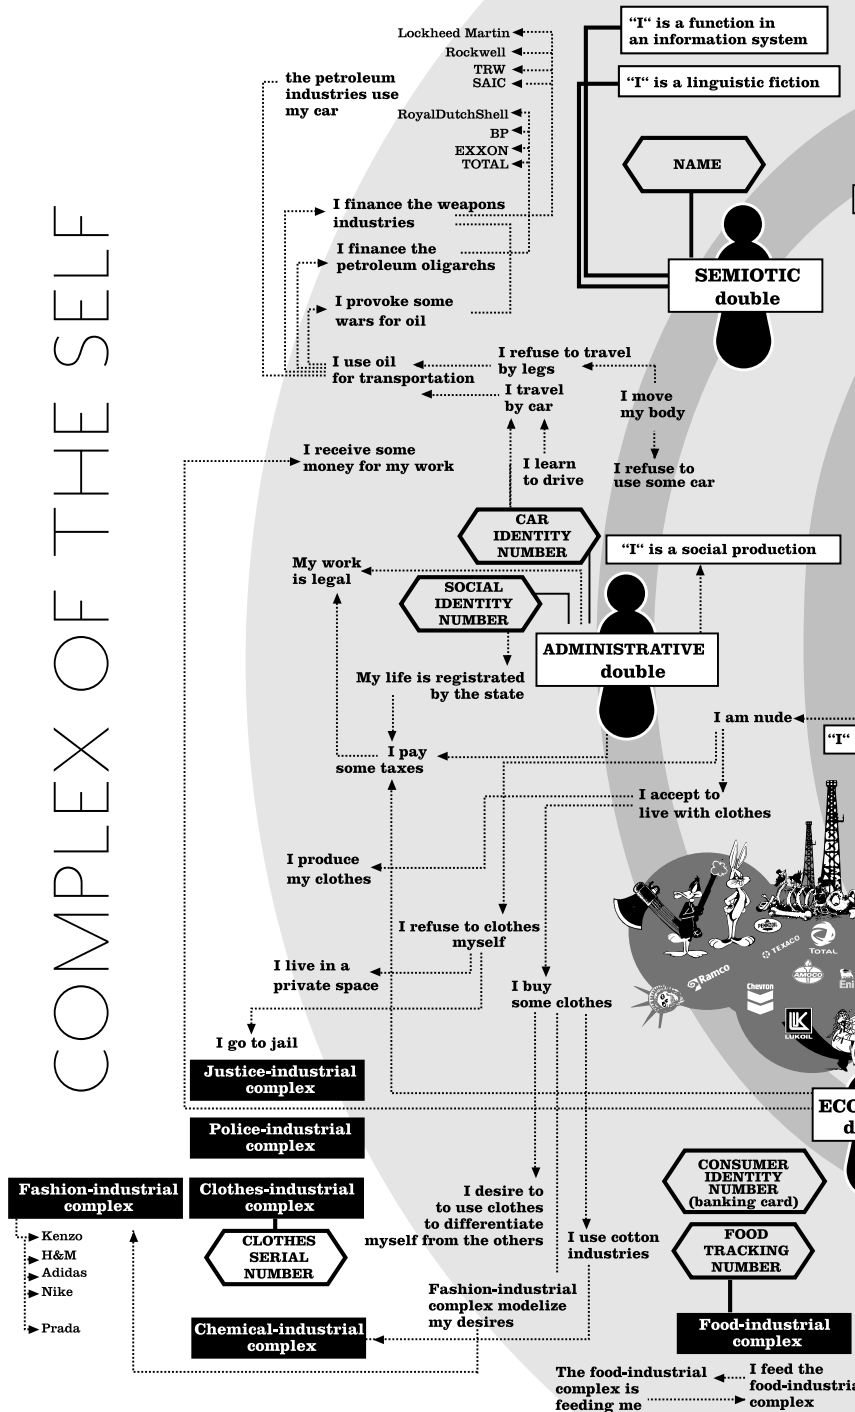 COMPLEX OF THE SELF
Lockheed Martin
Rockwell
TRW
SAIC
the petroleum
industries use
my car
RoyalDutchShell
BP
EXXON
TOTAL
"I" is a function in
an information system
"I" is a linguistic fiction
NAME
SEMIOTIC
double
I finance the weapons
industries
I finance the
petroleum oligarchs
I provoke some
wars for oil
I use oil
for transportation
I refuse to travel
by legs
I travel
by car
I move
my body
I receive some
money for my work
I learn
to drive
I refuse to
use some car
CAR
IDENTITY
NUMBER
"I" is a social production
My work
is legal
SOCIAL
IDENTITY
NUMBER
ADMINISTRATIVE
double
My life is registrated
by the state
I am nude
"I"
I pay
some taxes
I accept to
live with clothes
I produce
my clothes
I refuse to clothes
myself
I live in a
private space
I buy
some clothes
PENNZOIL
TEXACO
TOTAL
Ramco
AMOCO
Eni
Chevron
LUKOIL
I go to jail
Justice-industrial
complex
Police-industrial
complex
ECO
d
Fashion-industrial
complex
Clothes-industrial
complex
CLOTHES
SERIAL
NUMBER
Kenzo
H&M
Adidas
Nike
Prada
I desire to
to use clothes
to differentiate
myself from the others
I use cotton
industries
CONSUMER
IDENTITY
NUMBER
(banking card)
FOOD
TRACKING
NUMBER
Fashion-industrial
complex modelize
my desires
Chemical-industrial
complex
Food-industrial
complex
The food-industrial
complex is
feeding me
I feed the
food-industria
complex